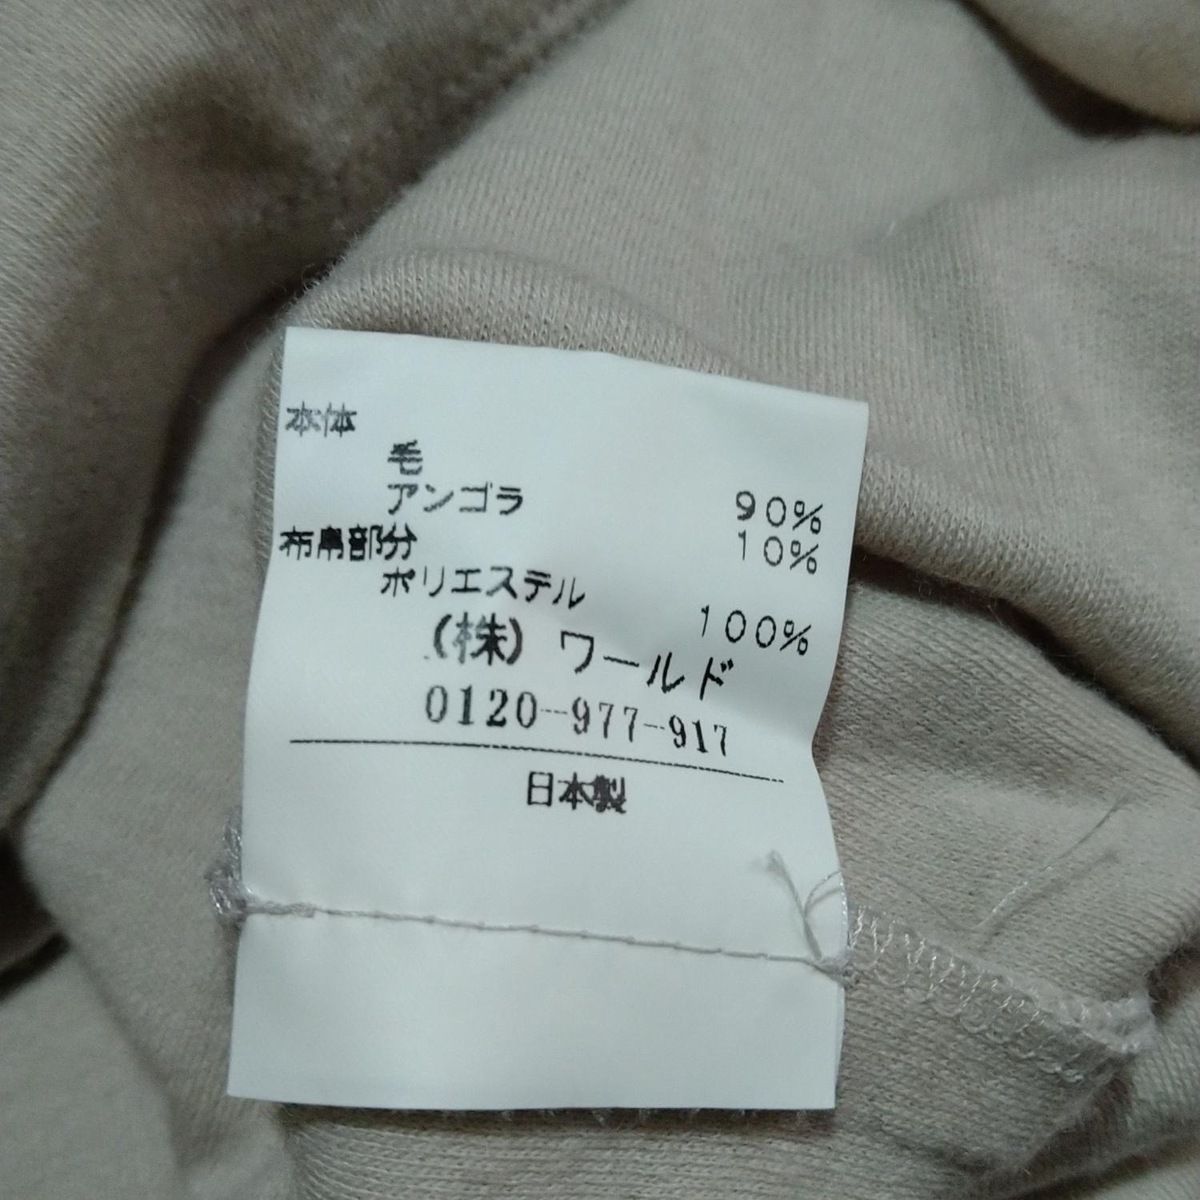 本体
毛 90%
アンゴラ 10%
布帛部分
ポリエステル 100%
(株)ワールド
0120-977-917
日本製